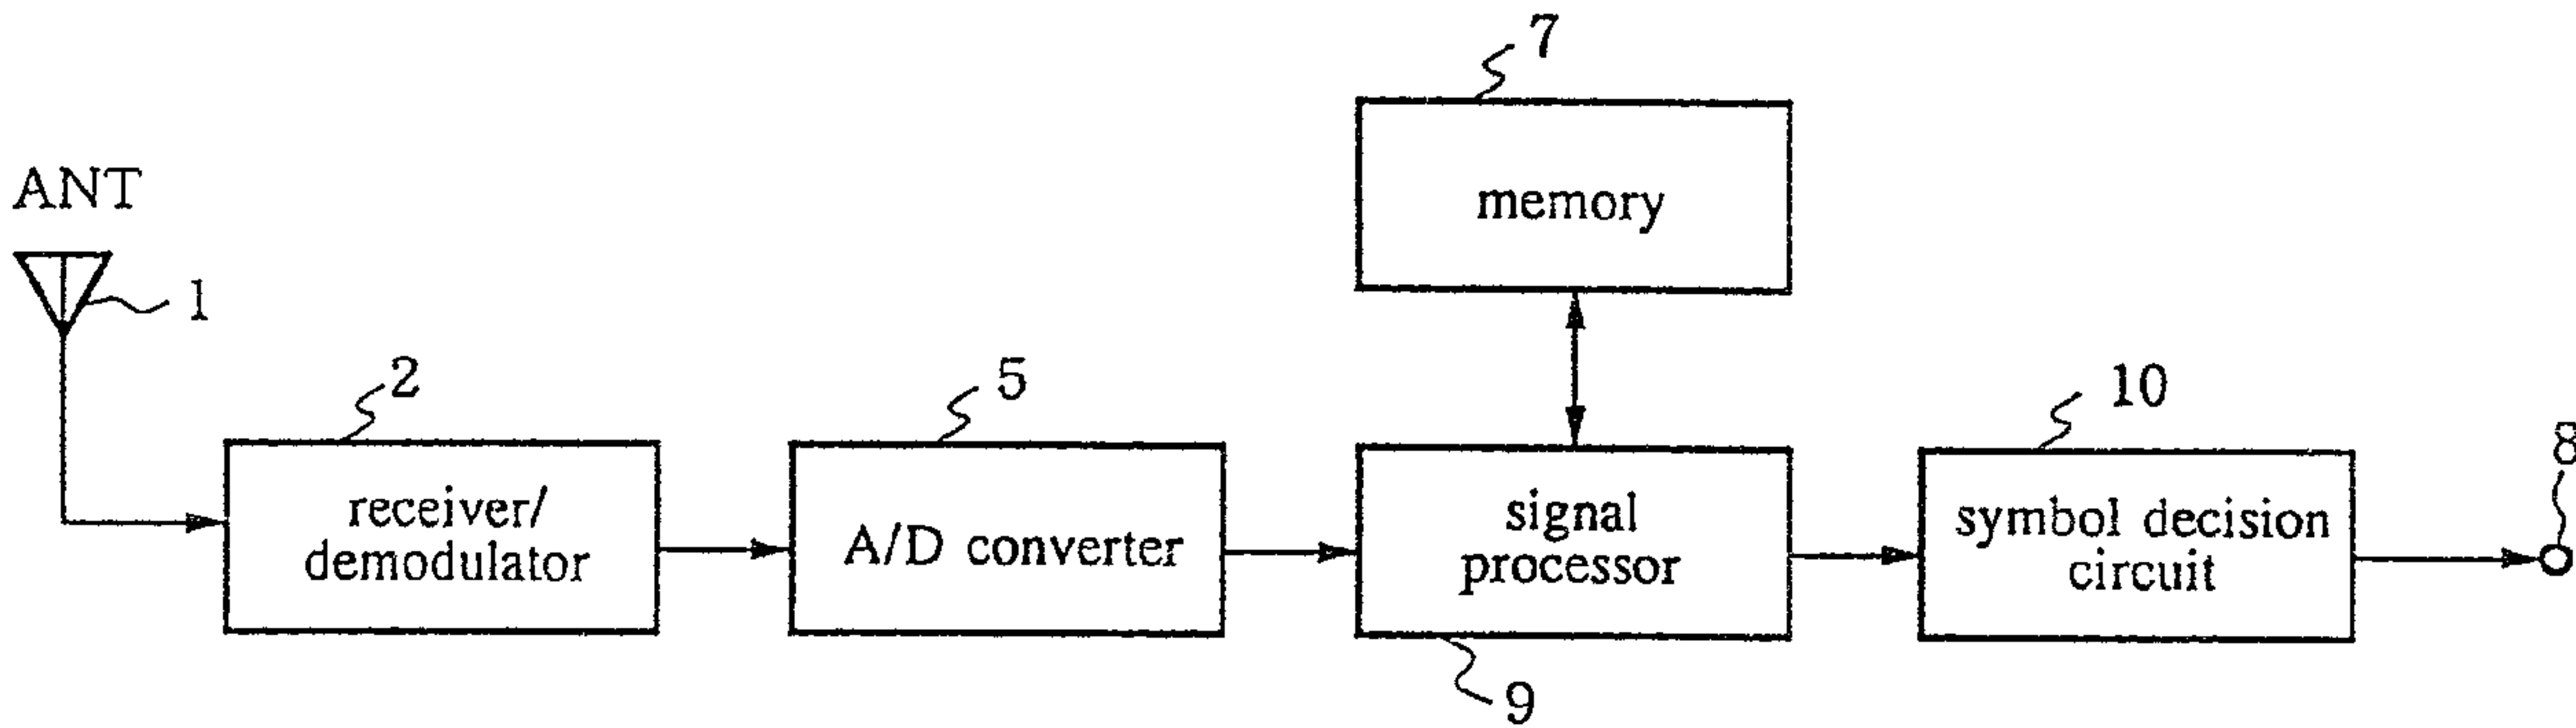 7
memory
ANT
1
2
receiver/
demodulator
5
A/D converter
signal
processor
9
10
symbol decision
circuit
8